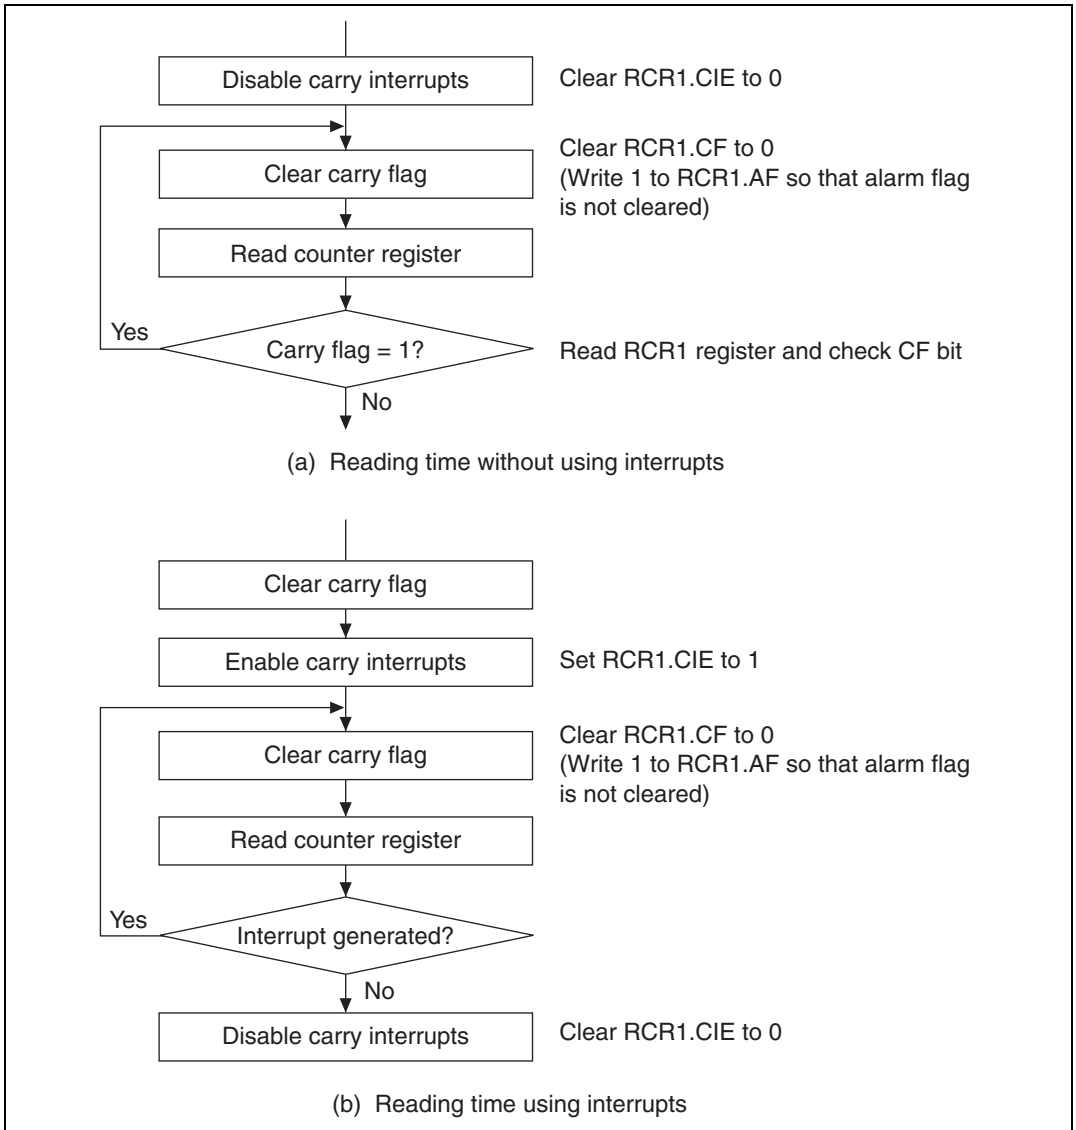 Disable carry interrupts
Clear RCR1.CIE to 0
Clear carry flag
Clear RCR1.CF to 0
(Write 1 to RCR1.AF so that alarm flag
is not cleared)
Read counter register
Yes
Carry flag = 1?
Read RCR1 register and check CF bit
No
(a) Reading time without using interrupts
Clear carry flag
Enable carry interrupts
Set RCR1.CIE to 1
Clear carry flag
Clear RCR1.CF to 0
(Write 1 to RCR1.AF so that alarm flag
is not cleared)
Read counter register
Yes
Interrupt generated?
No
Disable carry interrupts
Clear RCR1.CIE to 0
(b) Reading time using interrupts